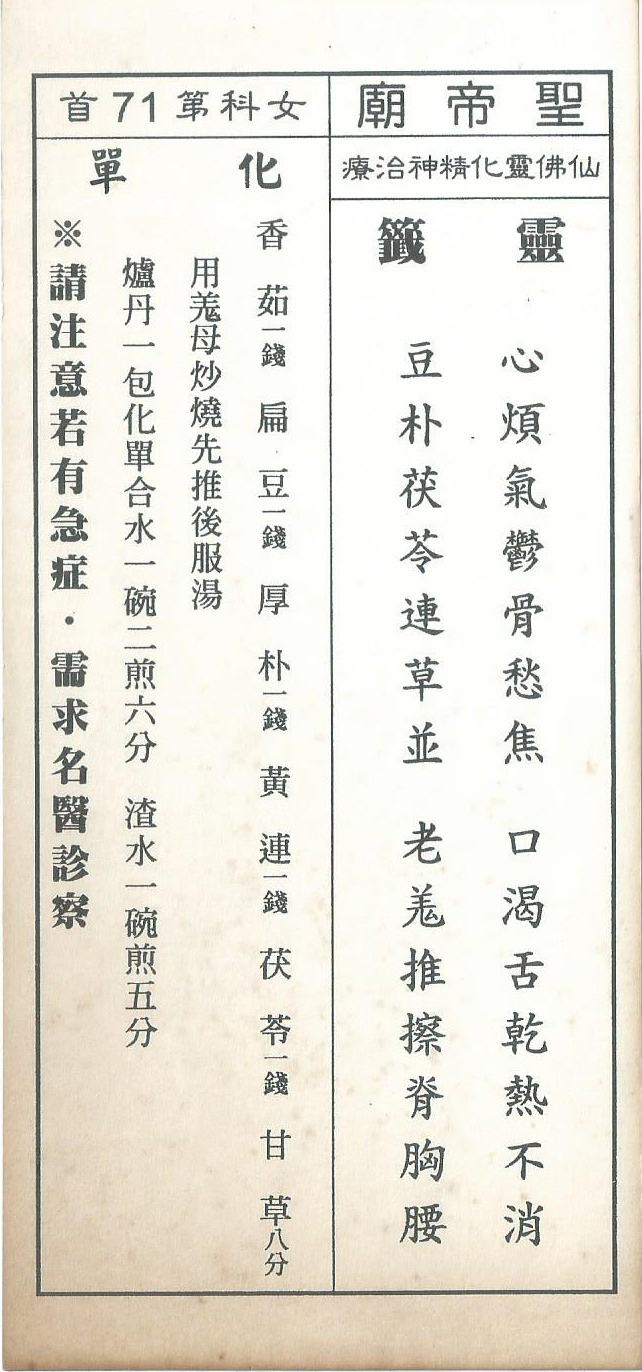 聖帝廟
仙佛靈化精神治療
靈籤
心煩氣鬱骨愁焦 口渴舌乾熱不消
豆朴茯苓連草並 老羗推擦脊胸腰
女科第71首
化單
香茹一錢 扁豆一錢 厚朴一錢 黃連一錢 茯苓一錢 甘草八分
用羗母炒燒先推後服湯
爐丹一包化單合水一碗二煎六分 渣水一碗煎五分
※請注意若有急症・需求名醫診察